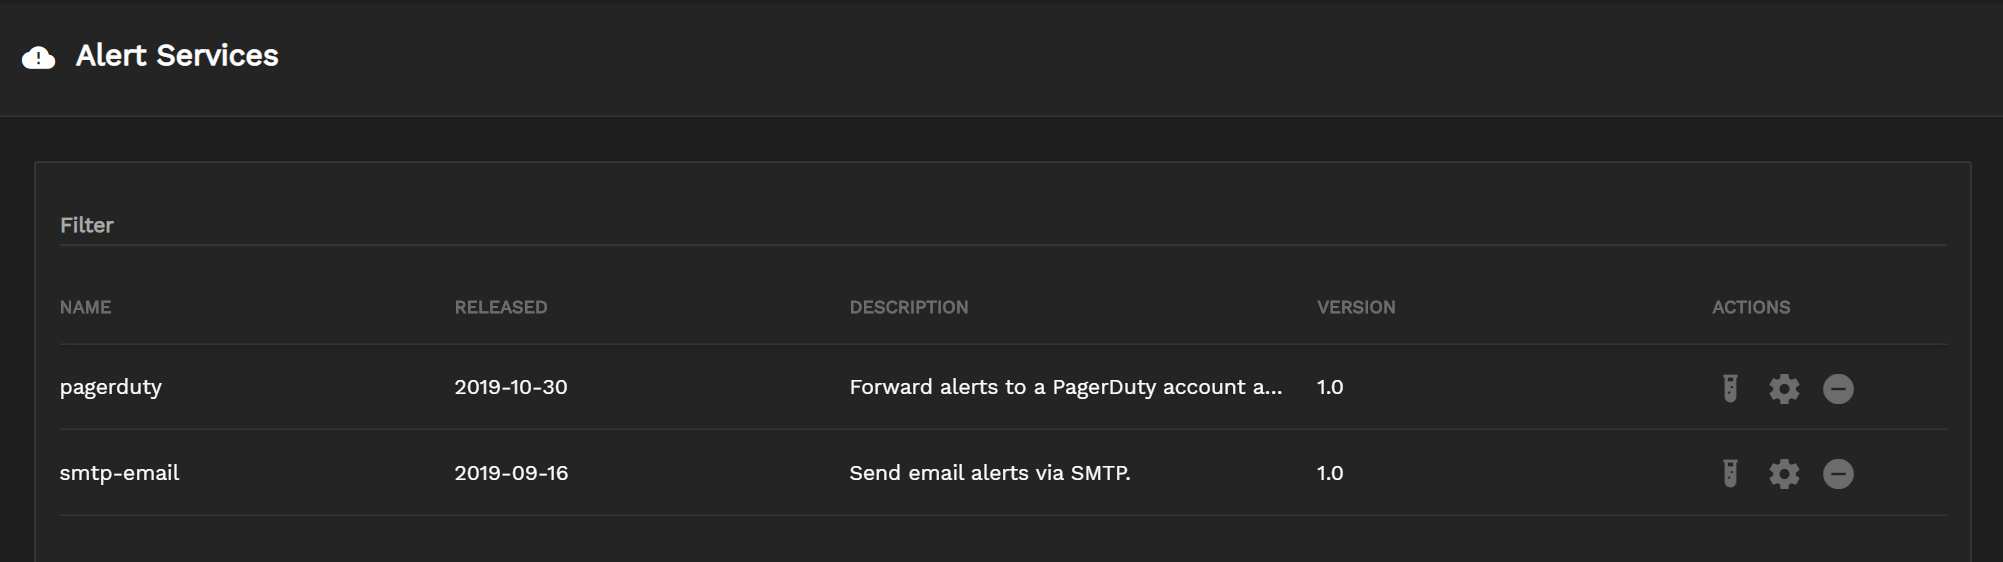 Alert Services
Filter
NAME RELEASED DESCRIPTION VERSION ACTIONS
pagerduty 2019-10-30 Forward alerts to a PagerDuty account a... 1.0
smtp-email 2019-09-16 Send email alerts via SMTP. 1.0